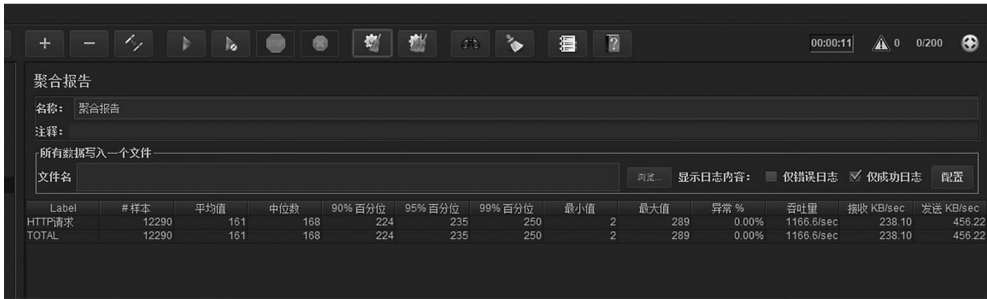 00:00:11 0 0/200
聚合报告
名称： 聚合报告
注释：
所有数据写入一个文件
文件名 浏览... 显示日志内容： 仅错误日志 仅成功日志 配置
Label # 样本 平均值 中位数 90% 百分位 95% 百分位 99% 百分位 最小值 最大值 异常 % 吞吐量 接收 KB/sec 发送 KB/sec
HTTP请求 12290 161 168 224 235 250 2 289 0.00% 1166.6/sec 238.10 456.22
TOTAL 12290 161 168 224 235 250 2 289 0.00% 1166.6/sec 238.10 456.22